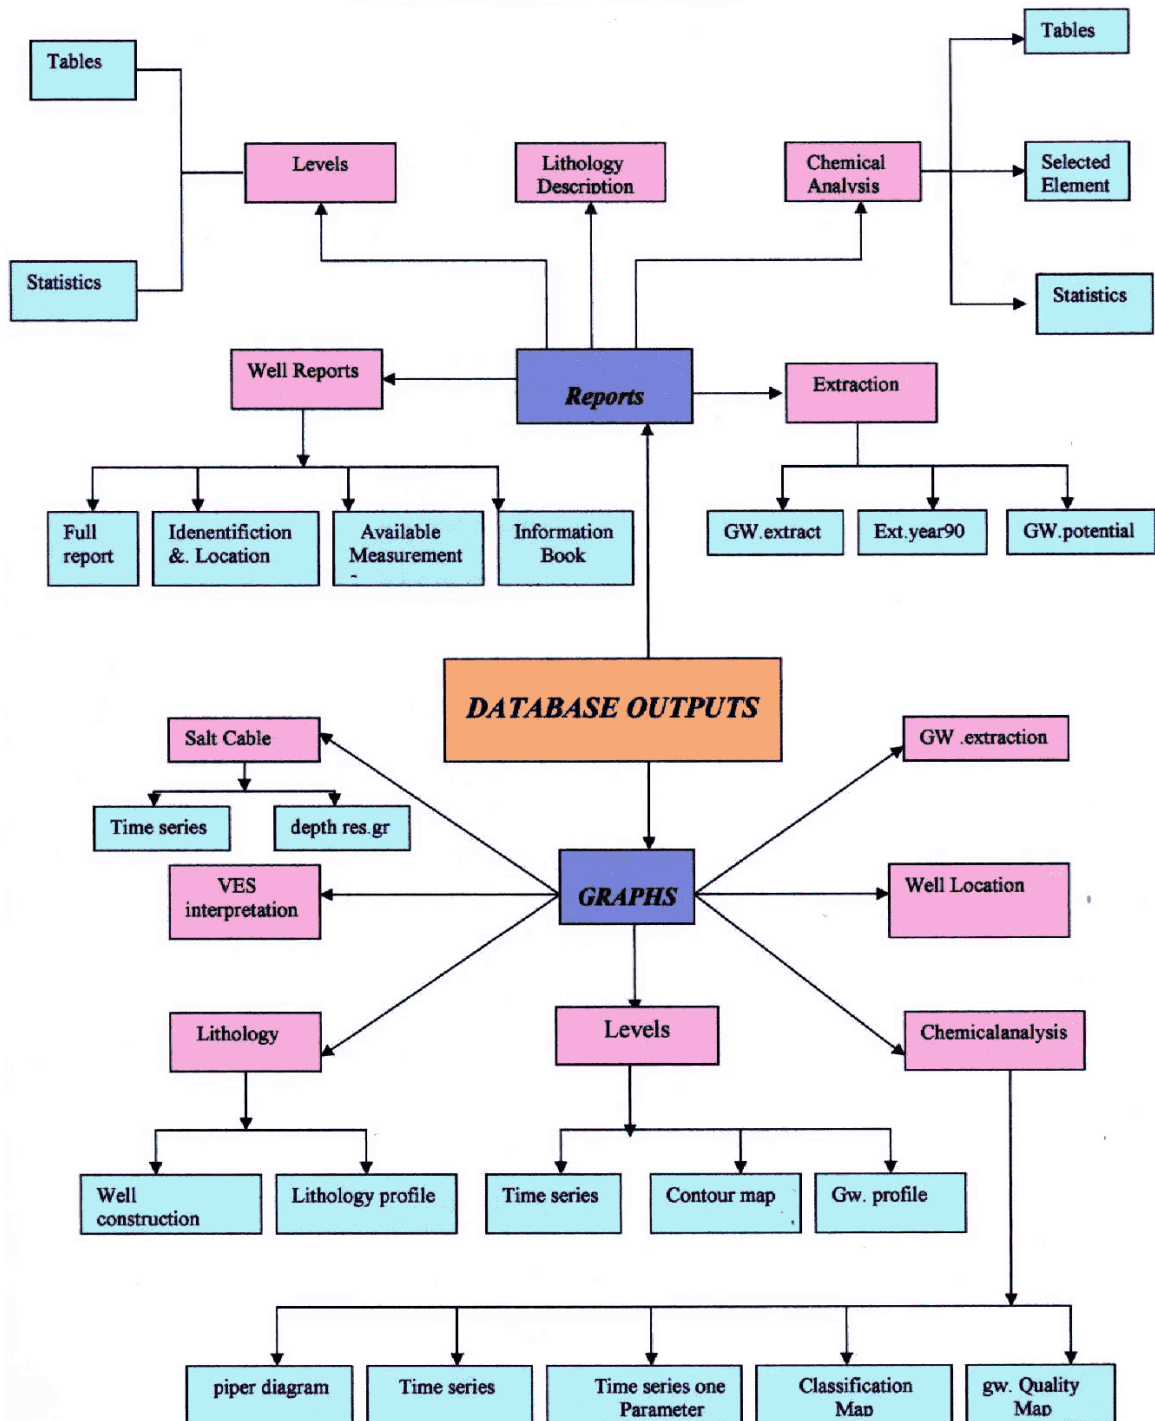 Tables
Tables
Levels
Lithology
Description
Chemical
Analysis
Selected
Element
Statistics
Statistics
Well Reports
Reports
Extraction
Full
report
Idenentifiction
&. Location
Available
Measurement
-
Information
Book
GW.extract
Ext.year90
GW.potential
DATABASE OUTPUTS
Salt Cable
GW .extraction
Time series
depth res.gr
VES
interpretation
GRAPHS
Well Location
Lithology
Levels
Chemicalanalysis
Well
construction
Lithology profile
Time series
Contour map
Gw. profile
piper diagram
Time series
Time series one
Parameter
Classification
Map
gw. Quality
Map